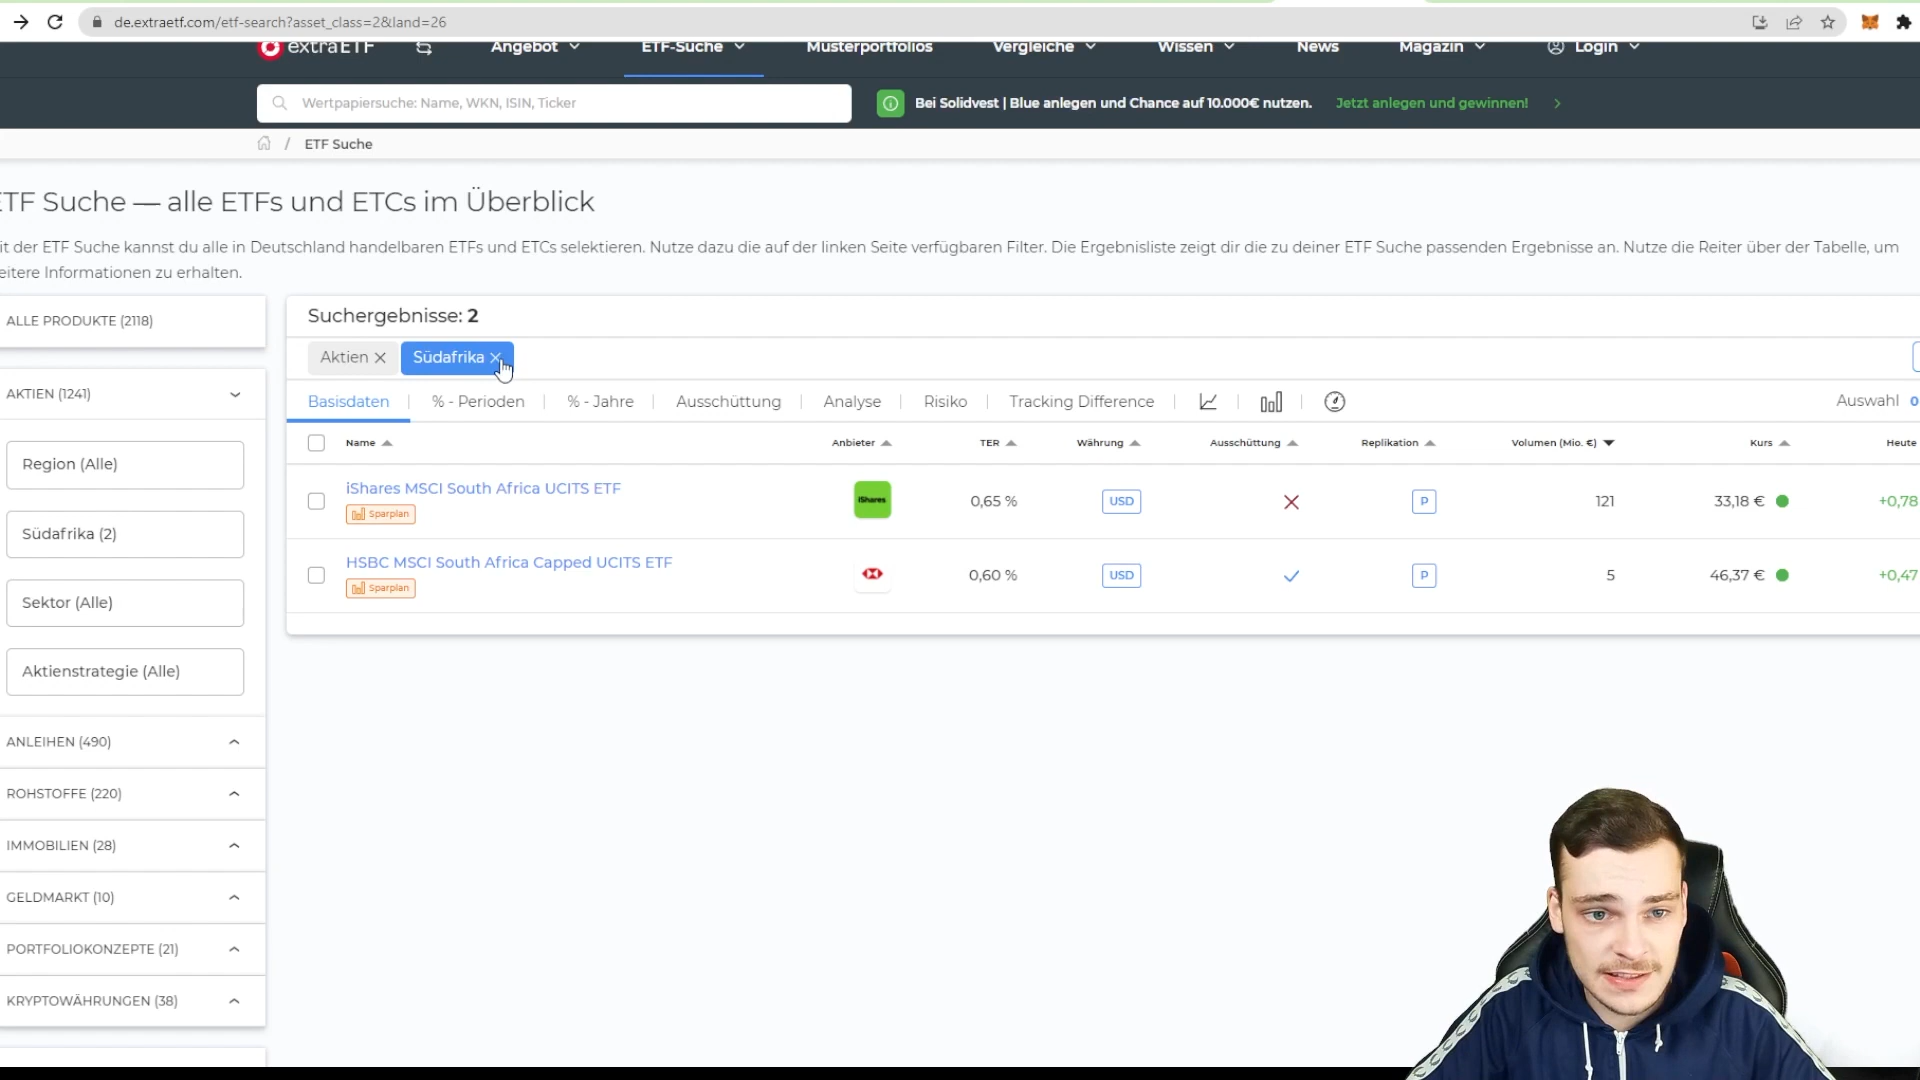 de.extraetf.com/etf-search?asset_class=2&land=26
extraETF
Angebot
ETF-Suche
Musterportfolios
Vergleiche
Wissen
News
Magazin
Login
Wertpapiersuche: Name, WKN, ISIN, Ticker
Bei Solidvest | Blue anlegen und Chance auf 10.000€ nutzen.
Jetzt anlegen und gewinnen!
/ ETF Suche
TF Suche — alle ETFs und ETCs im Überblick
it der ETF Suche kannst du alle in Deutschland handelbaren ETFs und ETCs selektieren. Nutze dazu die auf der linken Seite verfügbaren Filter. Die Ergebnisliste zeigt dir die zu deiner ETF Suche passenden Ergebnisse an. Nutze die Reiter über der Tabelle, um
eitere Informationen zu erhalten.
ALLE PRODUKTE (2118)
AKTIEN (1241)
Region (Alle)
Südafrika (2)
Sektor (Alle)
Aktienstrategie (Alle)
ANLEIHEN (490)
ROHSTOFFE (220)
IMMOBILIEN (28)
GELDMARKT (10)
PORTFOLIOKONZEPTE (21)
KRYPTOWÄHRUNGEN (38)
Suchergebnisse: 2
Aktien
Südafrika
Basisdaten
% - Perioden
% - Jahre
Ausschüttung
Analyse
Risiko
Tracking Difference
Auswahl 0
Name
Anbieter
TER
Währung
Ausschüttung
Replikation
Volumen (Mio. €)
Kurs
Heute
iShares MSCI South Africa UCITS ETF
Sparplan
iShares
0,65 %
USD
P
121
33,18 €
+0,78
HSBC MSCI South Africa Capped UCITS ETF
Sparplan
0,60 %
USD
P
5
46,37 €
+0,47